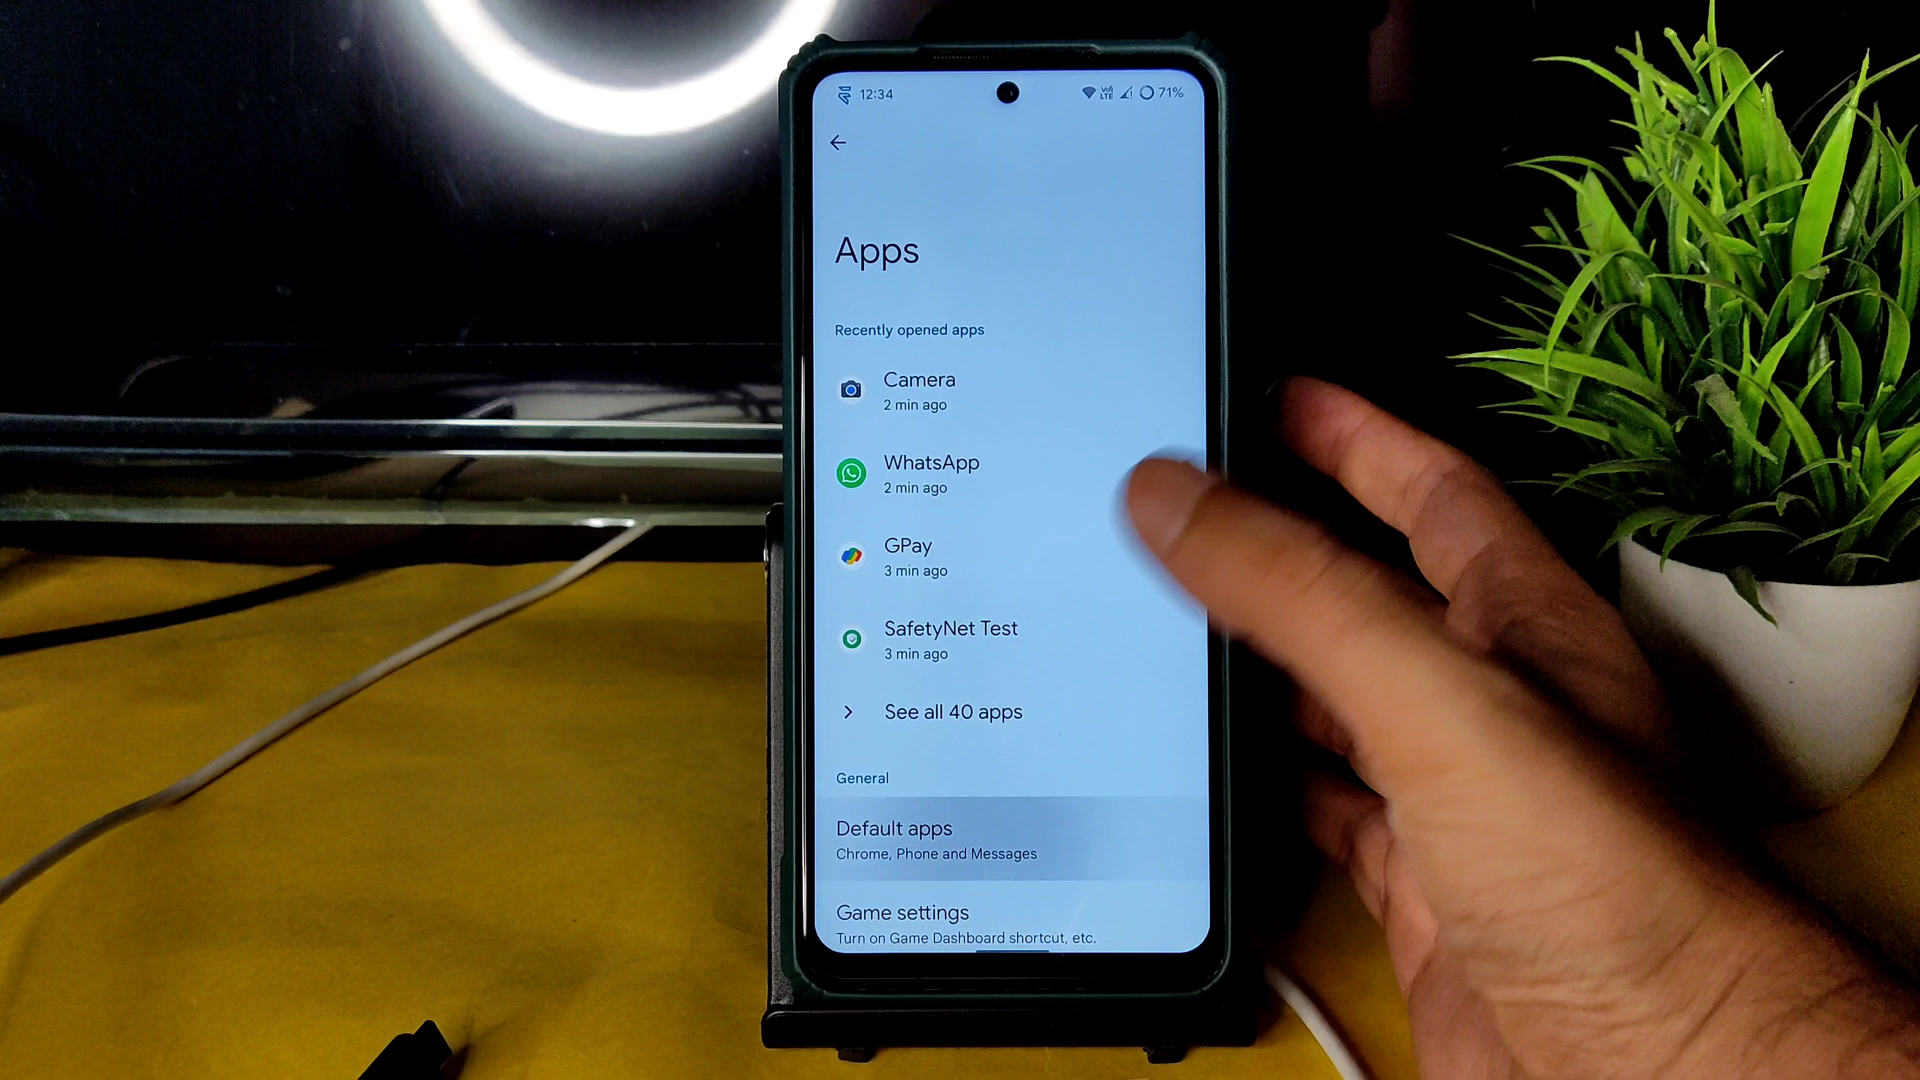 12:34
Vo)) LTE 71%
Apps
Recently opened apps
Camera
2 min ago
WhatsApp
2 min ago
GPay
3 min ago
SafetyNet Test
3 min ago
See all 40 apps
General
Default apps
Chrome, Phone and Messages
Game settings
Turn on Game Dashboard shortcut, etc.